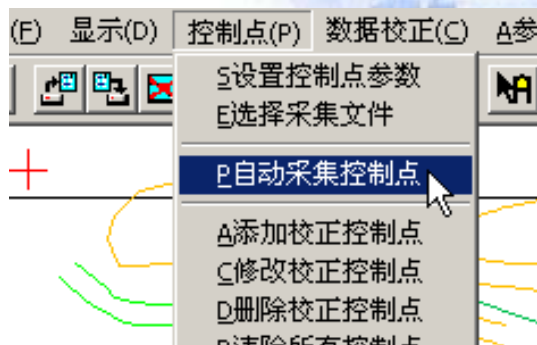 (E) 显示(D) 控制点(P) 数据校正(C) A参
S设置控制点参数
E选择采集文件
P自动采集控制点
A添加校正控制点
C修改校正控制点
D删除校正控制点